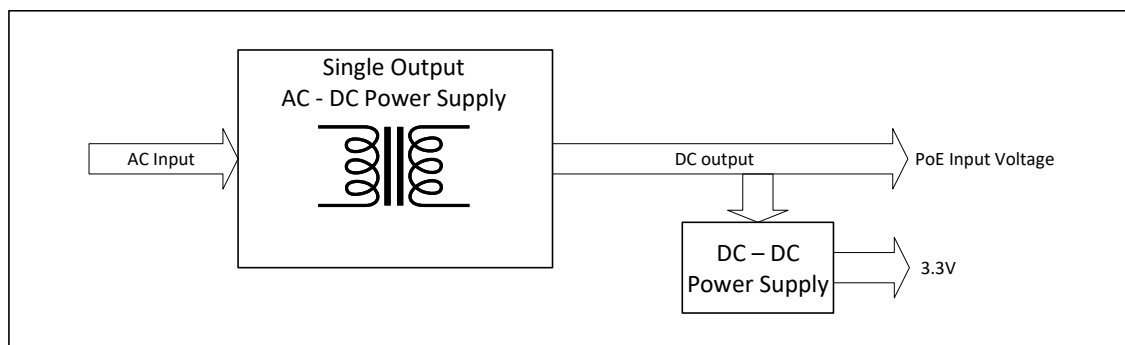 Single Output
AC - DC Power Supply
AC Input
DC output
PoE Input Voltage
DC – DC
Power Supply
3.3V